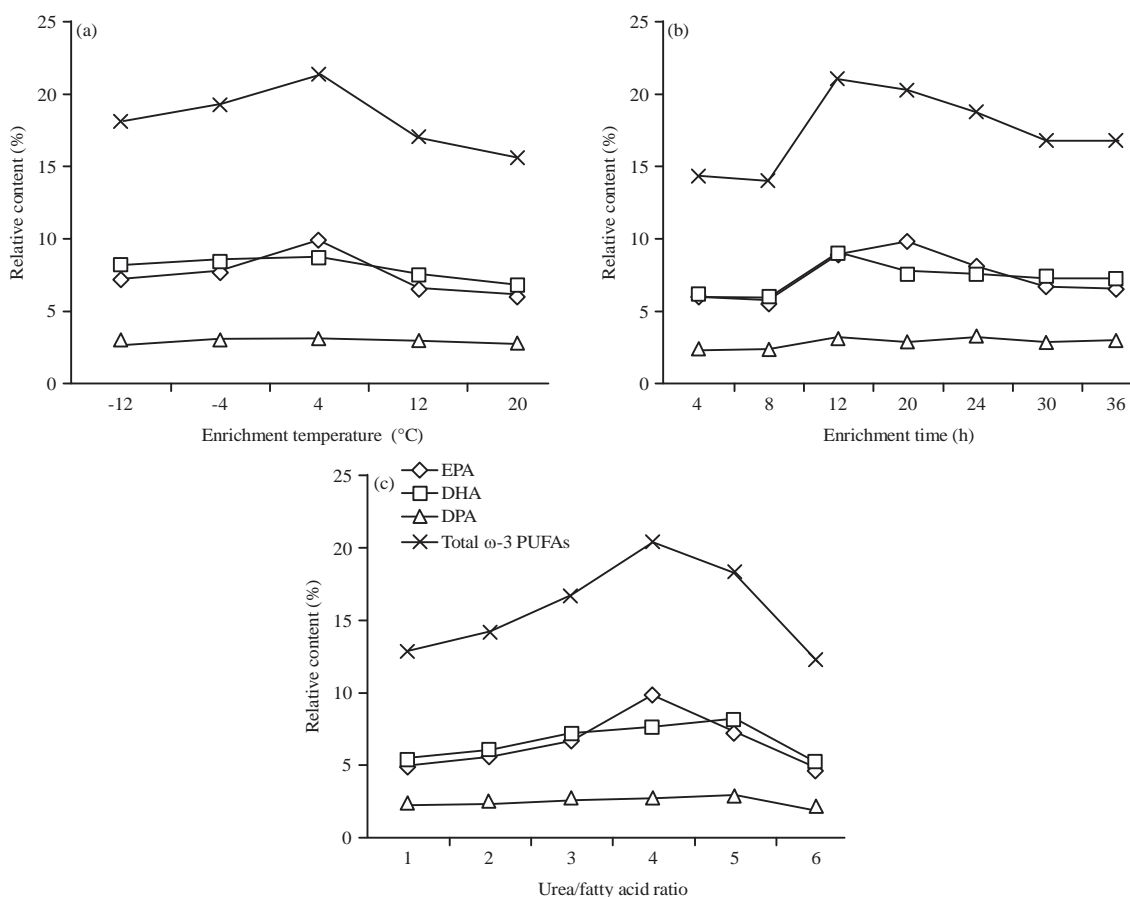 (a)
25
20
15
10
5
0
Relative content (%)
-12 -4 4 12 20
Enrichment temperature (°C)
(b)
25
20
15
10
5
0
Relative content (%)
4 8 12 20 24 30 36
Enrichment time (h)
(c)
EPA
DHA
DPA
Total ω-3 PUFAs
25
20
15
10
5
0
Relative content (%)
1 2 3 4 5 6
Urea/fatty acid ratio